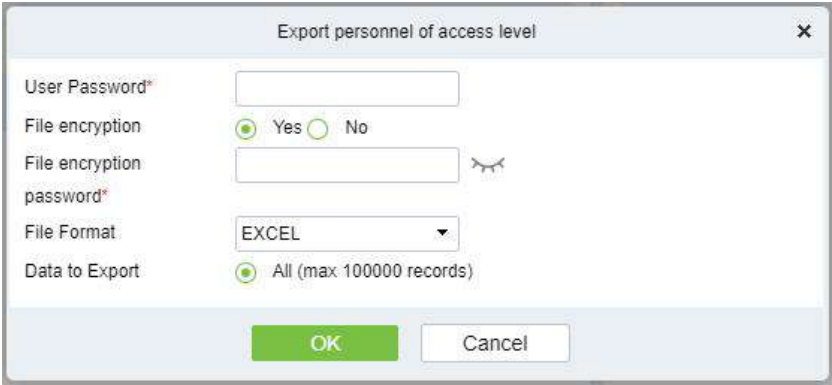 Export personnel of access level
User Password*
File encryption Yes No
File encryption
password*
File Format EXCEL
Data to Export All (max 100000 records)
OK Cancel